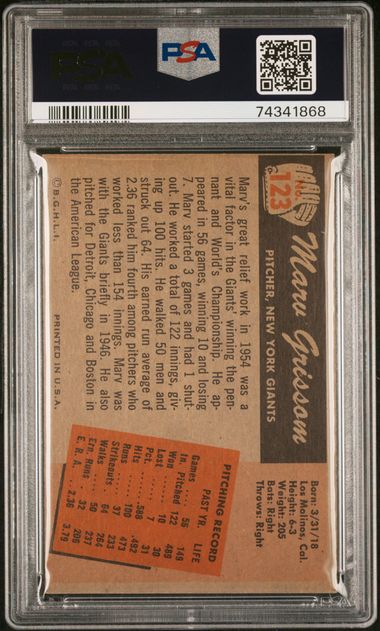 PSA
PSA
74341868
NO.
123
Marv Grissom
PITCHER, NEW YORK GIANTS
Born: 3/31/18
Los Molinos, Cal.
Height: 6-3
Weight: 205
Bats: Right
Throws: Right
Marv's great relief work in 1954 was a
vital factor in the Giants' winning the pen-
nant and World's Championship. He ap-
peared in 56 games, winning 10 and losing
7. Marv started 3 games and had 1 shut-
out. He worked a total of 122 innings, giv-
ing up 100 hits. He walked 50 men and
struck out 64. His earned run average of
2.36 ranked him fourth among pitchers who
worked less than 154 innings. Marv was
with the Giants briefly in 1946. He also
pitched for Detroit, Chicago and Boston in
the American League.
PITCHING RECORD
PAST YR. LIFE
Games 56 149
In. Pitched 122 489
Won 10 30
Lost 7 31
Pct. .588 .492
Hits 100 473
Runs 37 233
Strikeouts 64 264
Walks 50 237
Ern. Runs 32 206
E. R. A. 2.36 3.79
© B.G.H.L.I. PRINTED IN U.S.A.